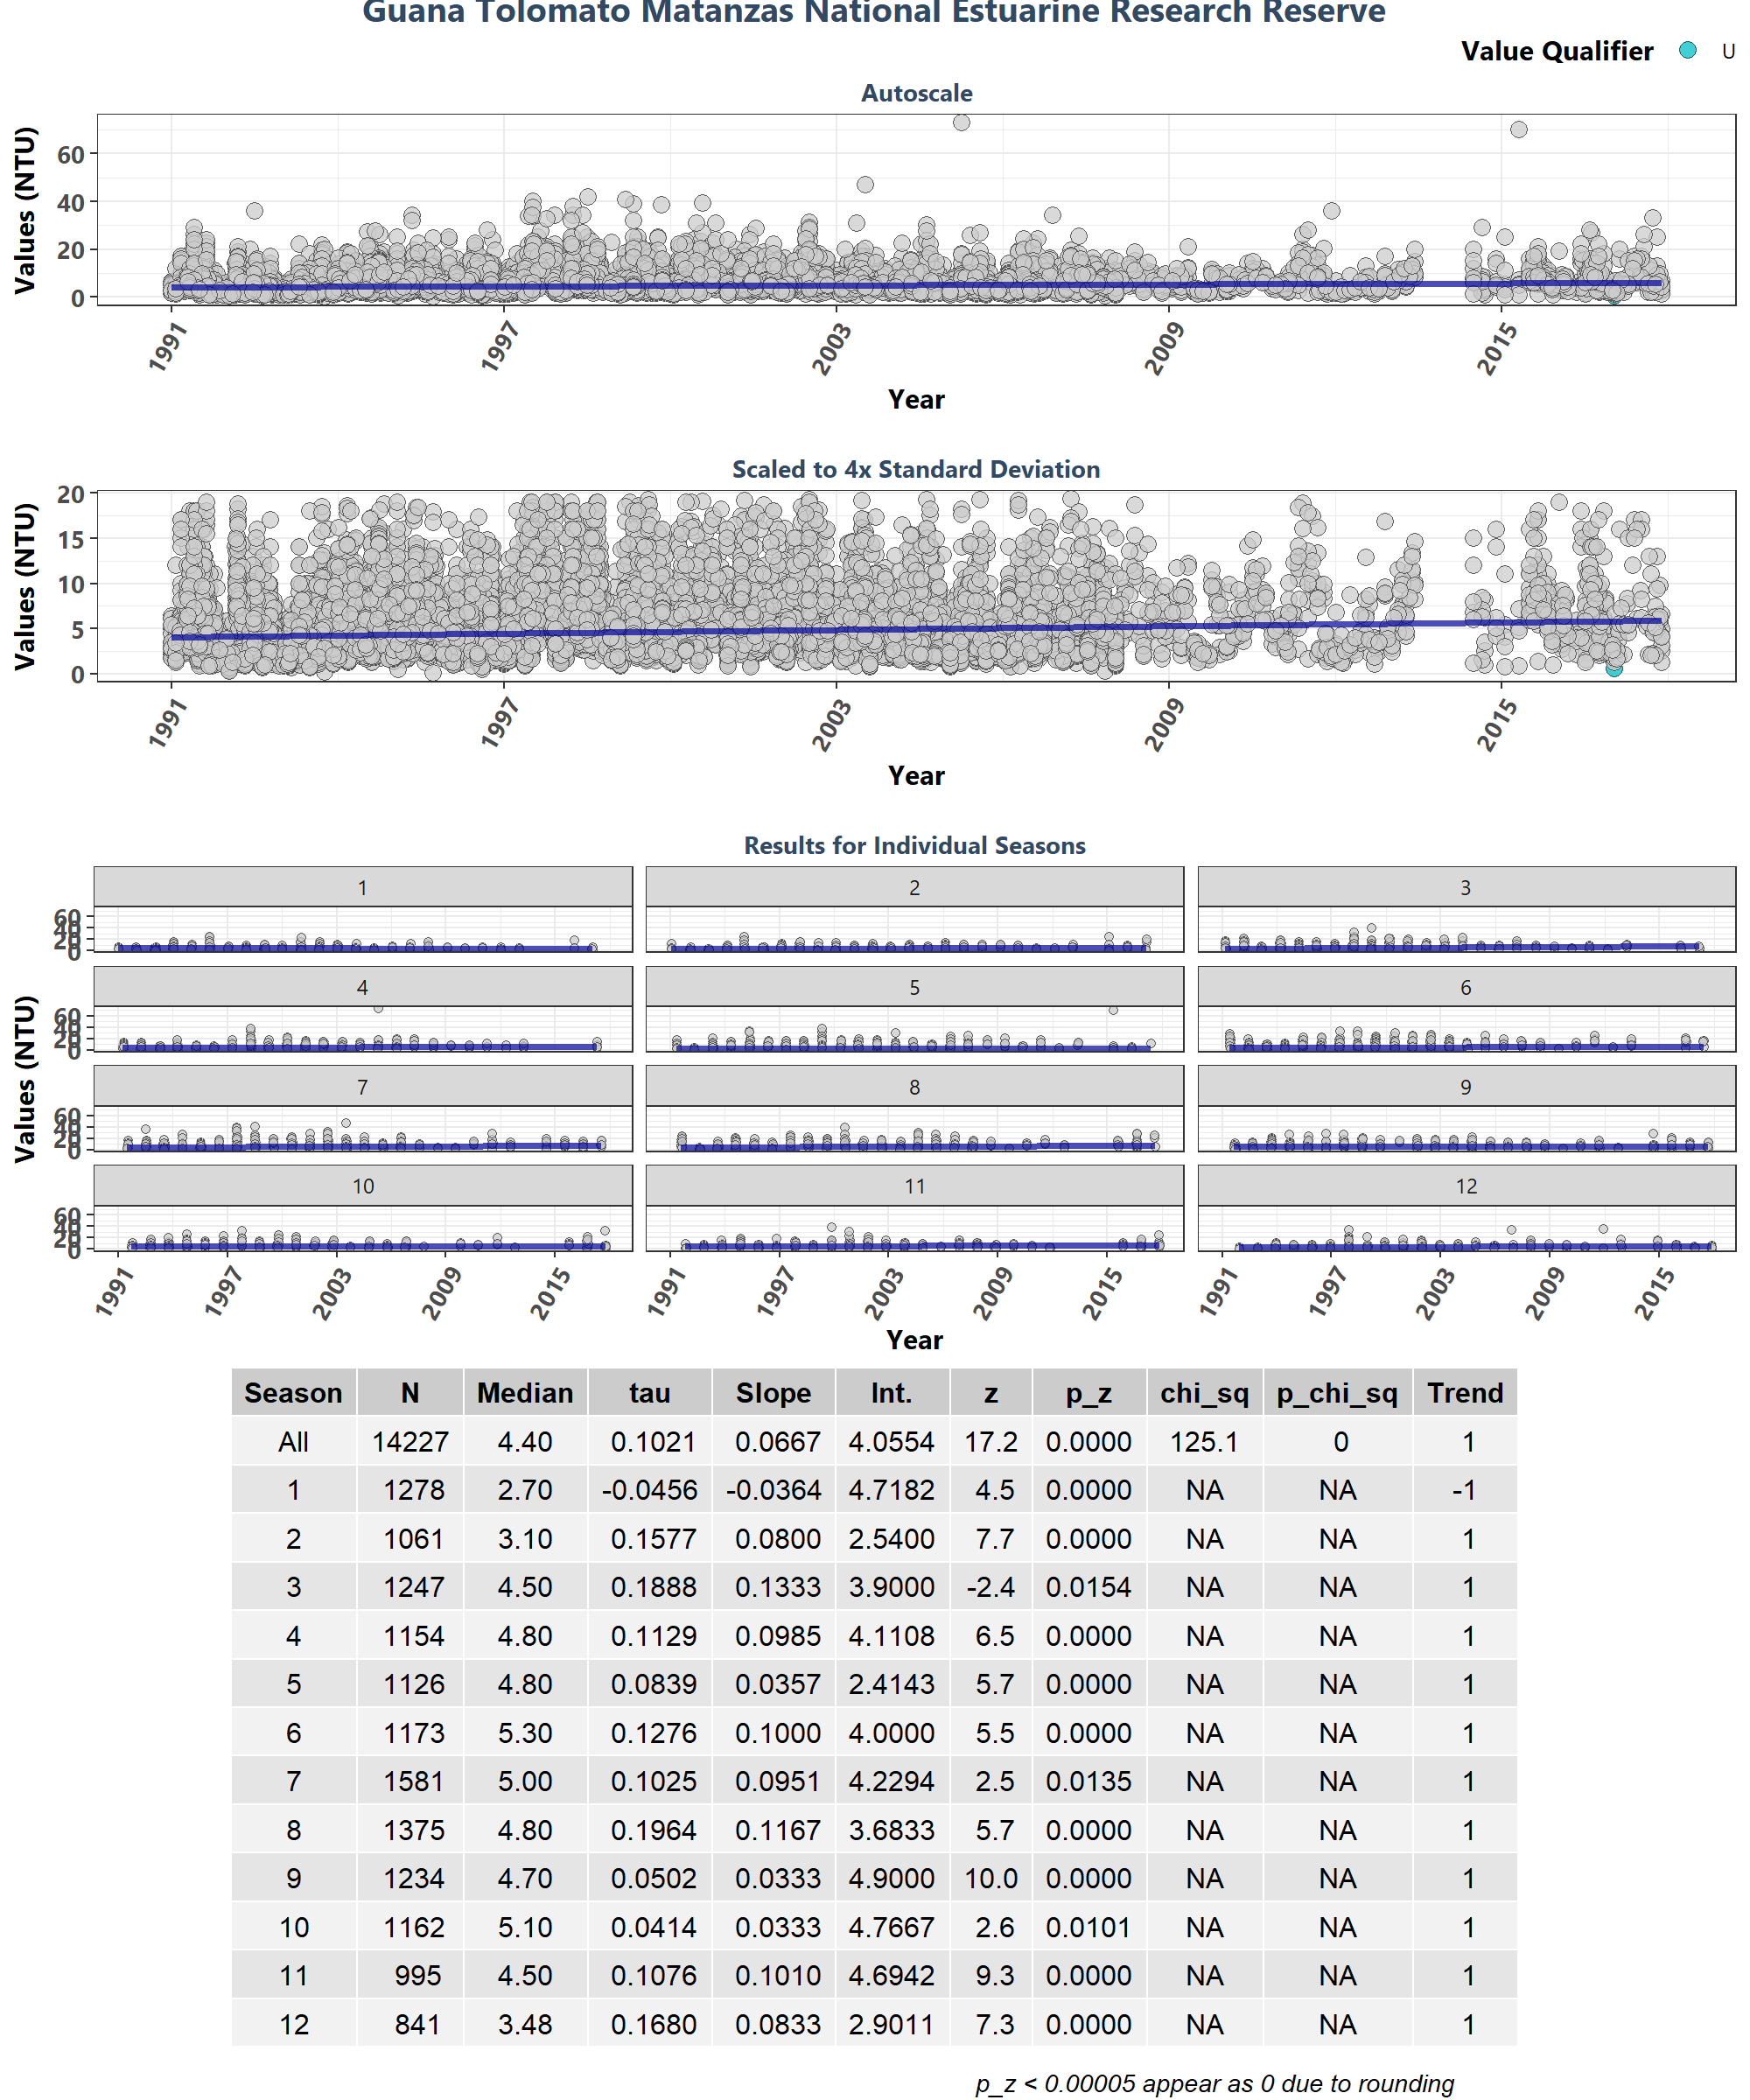 Guana Tolomato Matanzas National Estuarine Research Reserve
Value Qualifier U
Autoscale
Values (NTU)
60
40
20
0
1991 1997 2003 2009 2015
Year
Scaled to 4x Standard Deviation
Values (NTU)
20
15
10
5
0
1991 1997 2003 2009 2015
Year
Results for Individual Seasons
Values (NTU)
1 2 3
60
40
20
0
4 5 6
60
40
20
0
7 8 9
60
40
20
0
10 11 12
60
40
20
0
1991 1997 2003 2009 2015 1991 1997 2003 2009 2015 1991 1997 2003 2009 2015
Year
Season N Median tau Slope Int. z p_z chi_sq p_chi_sq Trend
All 14227 4.40 0.1021 0.0667 4.0554 17.2 0.0000 125.1 0 1
1 1278 2.70 -0.0456 -0.0364 4.7182 4.5 0.0000 NA NA -1
2 1061 3.10 0.1577 0.0800 2.5400 7.7 0.0000 NA NA 1
3 1247 4.50 0.1888 0.1333 3.9000 -2.4 0.0154 NA NA 1
4 1154 4.80 0.1129 0.0985 4.1108 6.5 0.0000 NA NA 1
5 1126 4.80 0.0839 0.0357 2.4143 5.7 0.0000 NA NA 1
6 1173 5.30 0.1276 0.1000 4.0000 5.5 0.0000 NA NA 1
7 1581 5.00 0.1025 0.0951 4.2294 2.5 0.0135 NA NA 1
8 1375 4.80 0.1964 0.1167 3.6833 5.7 0.0000 NA NA 1
9 1234 4.70 0.0502 0.0333 4.9000 10.0 0.0000 NA NA 1
10 1162 5.10 0.0414 0.0333 4.7667 2.6 0.0101 NA NA 1
11 995 4.50 0.1076 0.1010 4.6942 9.3 0.0000 NA NA 1
12 841 3.48 0.1680 0.0833 2.9011 7.3 0.0000 NA NA 1
p_z < 0.00005 appear as 0 due to rounding